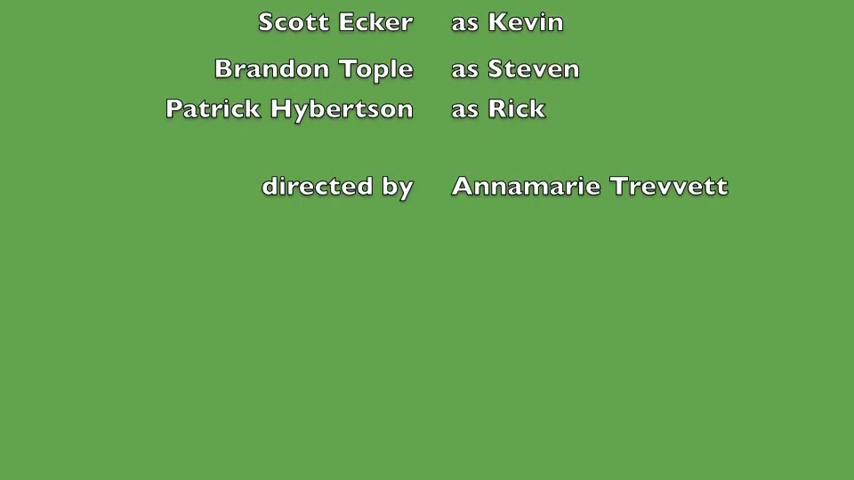 Scott Ecker as Kevin
Brandon Tople as Steven
Patrick Hybertson as Rick
directed by Annamarie Trevvett